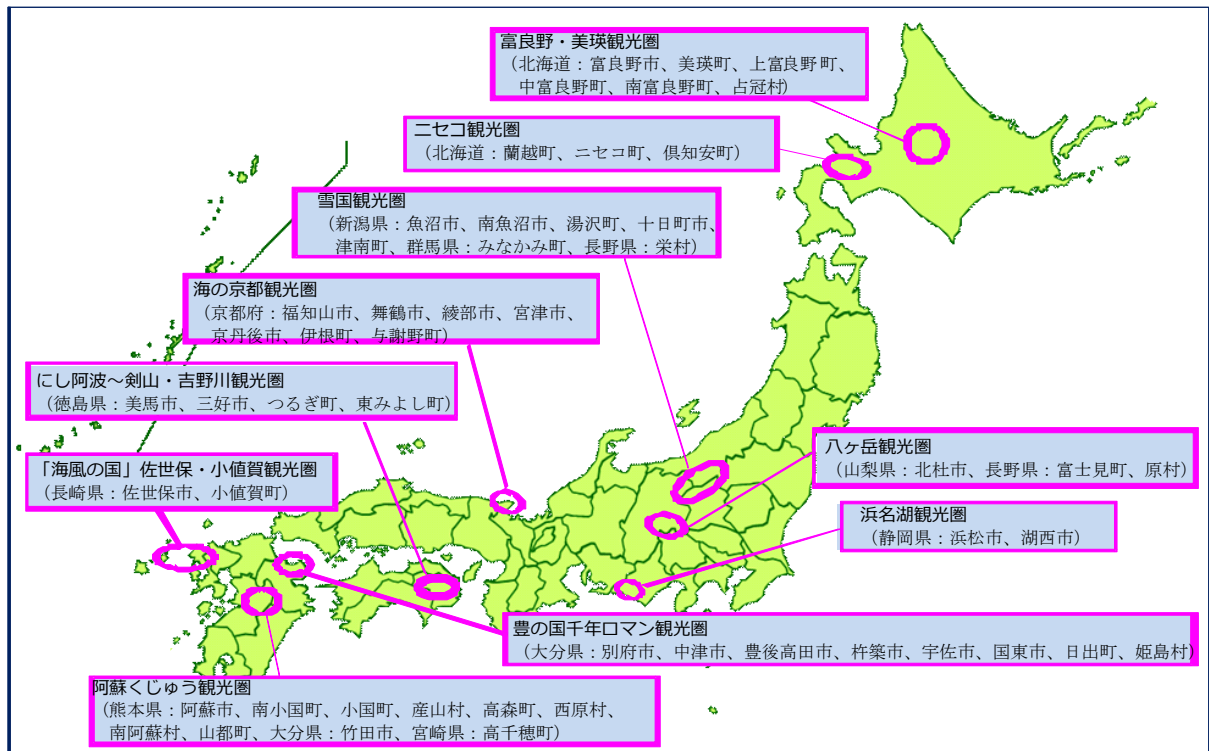 富良野・美瑛観光圏
（北海道：富良野市、美瑛町、上富良野町、
中富良野町、南富良野町、占冠村）
ニセコ観光圏
（北海道：蘭越町、ニセコ町、倶知安町）
雪国観光圏
（新潟県：魚沼市、南魚沼市、湯沢町、十日町市、
津南町、群馬県：みなかみ町、長野県：栄村）
海の京都観光圏
（京都府：福知山市、舞鶴市、綾部市、宮津市、
京丹後市、伊根町、与謝野町）
にし阿波～剣山・吉野川観光圏
（徳島県：美馬市、三好市、つるぎ町、東みよし町）
「海風の国」佐世保・小値賀観光圏
（長崎県：佐世保市、小値賀町）
八ヶ岳観光圏
（山梨県：北杜市、長野県：富士見町、原村）
浜名湖観光圏
（静岡県：浜松市、湖西市）
豊の国千年ロマン観光圏
（大分県：別府市、中津市、豊後高田市、杵築市、宇佐市、国東市、日出町、姫島村）
阿蘇くじゅう観光圏
（熊本県：阿蘇市、南小国町、小国町、産山村、高森町、西原村、
南阿蘇村、山都町、大分県：竹田市、宮崎県：高千穂町）